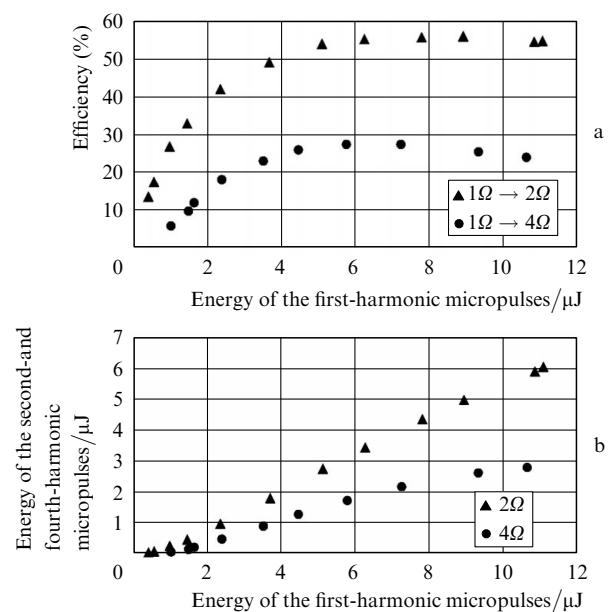 60
50
40
30
20
10
0
2
4
6
8
10
12
Efficiency (%)
1Ω → 2Ω
1Ω → 4Ω
a
Energy of the first-harmonic micropulses/μJ
7
6
5
4
3
2
1
0
2
4
6
8
10
12
Energy of the second-and
fourth-harmonic
micropulses/μJ
2Ω
4Ω
b
Energy of the first-harmonic micropulses/μJ